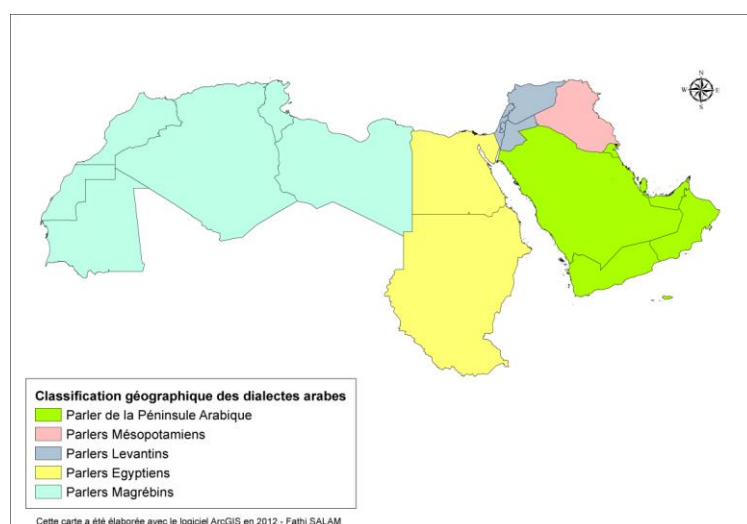 N
W E
S
Classification géographique des dialectes arabes
Parler de la Péninsule Arabique
Parlers Mésopotamiens
Parlers Levantins
Parlers Egyptiens
Parlers Magrébins
Cette carte a été élaborée avec le logiciel ArcGIS en 2012 - Fathi SALAM